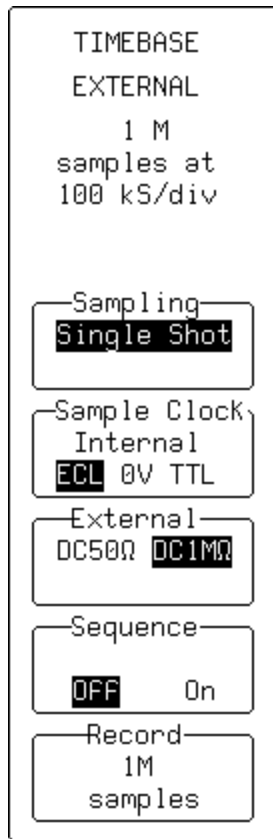 TIMEBASE
EXTERNAL
1 M
samples at
100 kS/div
Sampling
Single Shot
Sample Clock
Internal
ECL 0V TTL
External
DC50Ω DC1MΩ
Sequence
OFF On
Record
1M
samples